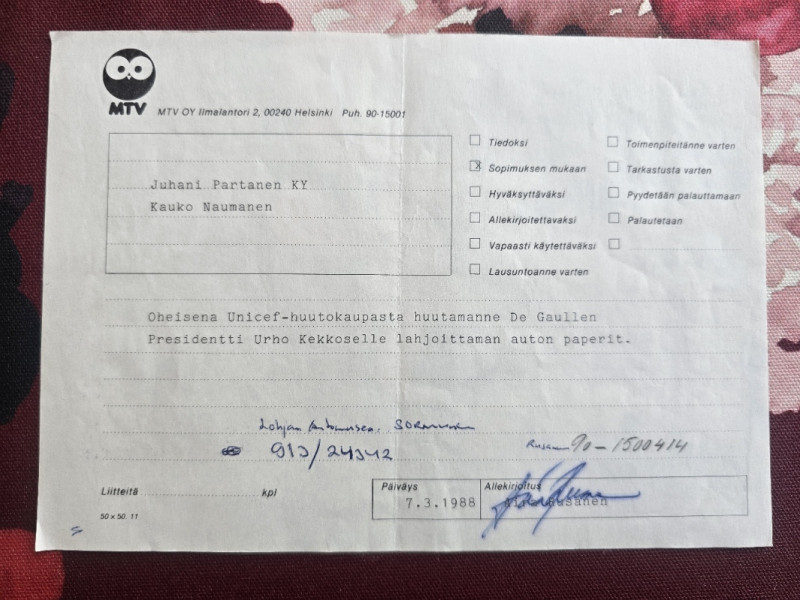 MTV
MTV OY Ilmalantori 2, 00240 Helsinki Puh. 90-15001
Juhani Partanen KY
Kauko Naumanen
Tiedoksi
x Sopimuksen mukaan
Hyväksyttäväksi
Allekirjoitettavaksi
Vapaasti käytettäväksi
Lausuntoanne varten
Toimenpiteitänne varten
Tarkastusta varten
Pyydetään palauttamaan
Palautetaan
Oheisena Unicef-huutokaupasta huutamanne De Gaullen
Presidentti Urho Kekkoselle lahjoittaman auton paperit.
Lohjan
913/24342
90-1500414
Liitteitä kpl
Päiväys
7.3.1988
Allekirjoitus
50 x 50. 11